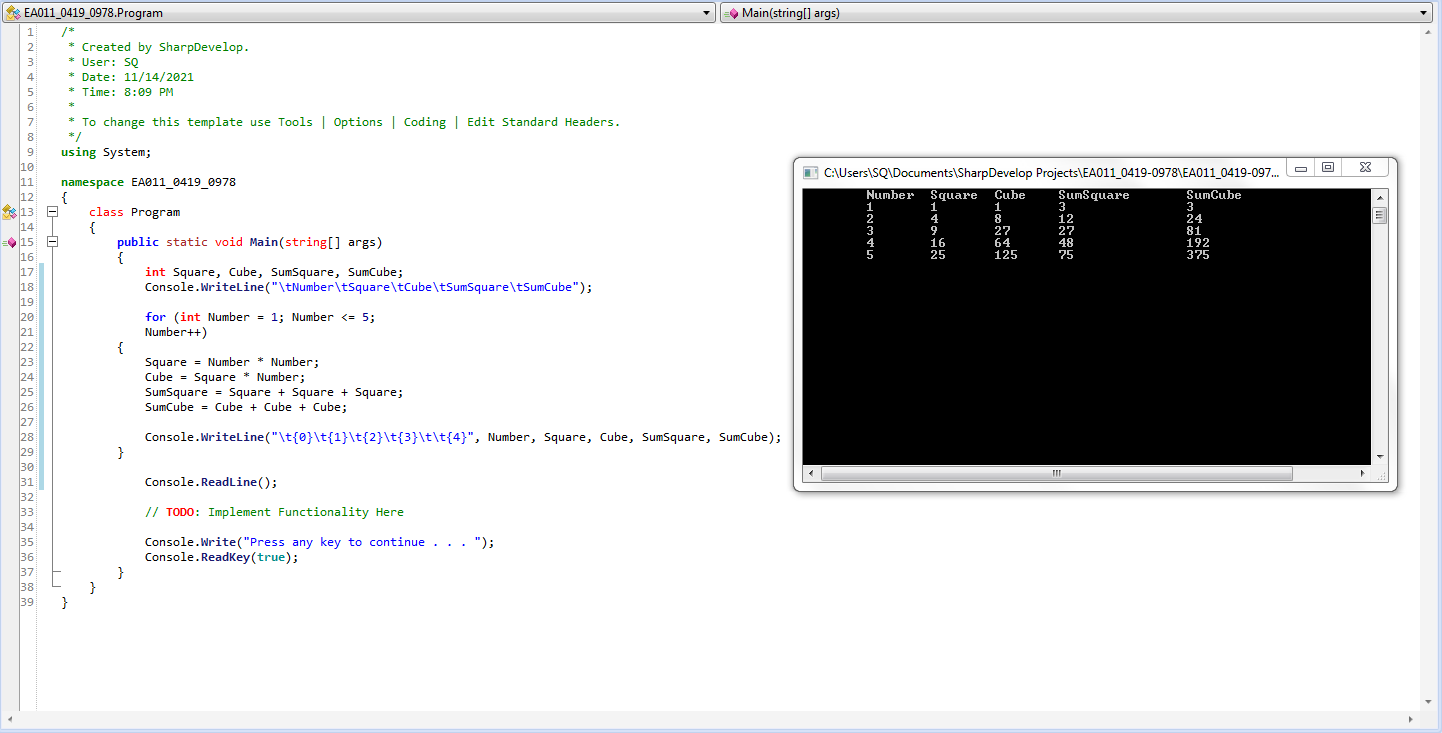 EA011_0419_0978.Program
Main(string[] args)
1 /*
2 * Created by SharpDevelop.
3 * User: SQ
4 * Date: 11/14/2021
5 * Time: 8:09 PM
6 *
7 * To change this template use Tools | Options | Coding | Edit Standard Headers.
8 */
9 using System;
10
11 namespace EA011_0419_0978
12 {
13 class Program
14 {
15 public static void Main(string[] args)
16 {
17 int Square, Cube, SumSquare, SumCube;
18 Console.WriteLine("\tNumber\tSquare\tCube\tSumSquare\tSumCube");
19
20 for (int Number = 1; Number <= 5;
21 Number++)
22 {
23 Square = Number * Number;
24 Cube = Square * Number;
25 SumSquare = Square + Square + Square;
26 SumCube = Cube + Cube + Cube;
27
28 Console.WriteLine("\t{0}\t{1}\t{2}\t{3}\t\t{4}", Number, Square, Cube, SumSquare, SumCube);
29 }
30
31 Console.ReadLine();
32
33 // TODO: Implement Functionality Here
34
35 Console.Write("Press any key to continue . . . ");
36 Console.ReadKey(true);
37 }
38 }
39 }
C:\Users\SQ\Documents\SharpDevelop Projects\EA011_0419-0978\EA011_0419-097...
Number Square Cube SumSquare SumCube
1 1 1 3 3
2 4 8 12 24
3 9 27 27 81
4 16 64 48 192
5 25 125 75 375